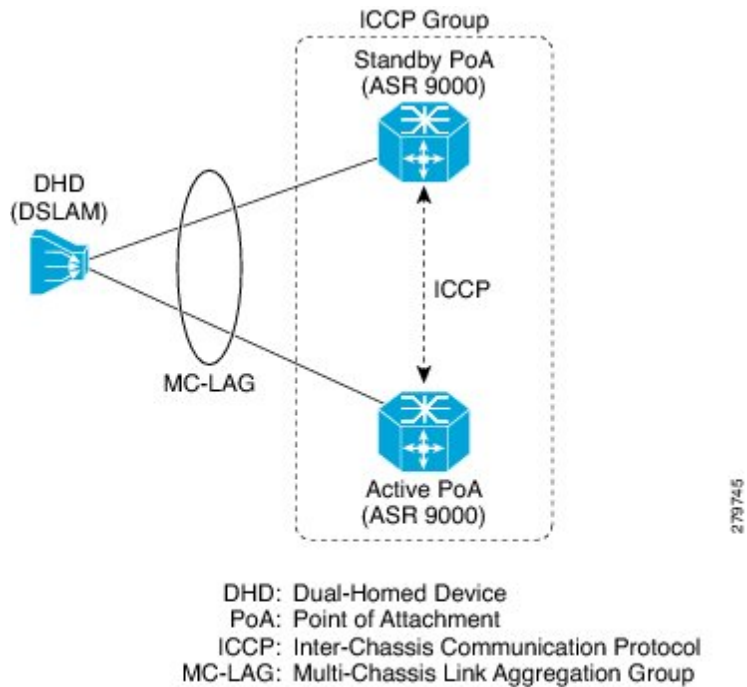 ICCP Group
Standby PoA
(ASR 9000)
DHD
(DSLAM)
ICCP
MC-LAG
Active PoA
(ASR 9000)
279745
DHD: Dual-Homed Device
PoA: Point of Attachment
ICCP: Inter-Chassis Communication Protocol
MC-LAG: Multi-Chassis Link Aggregation Group